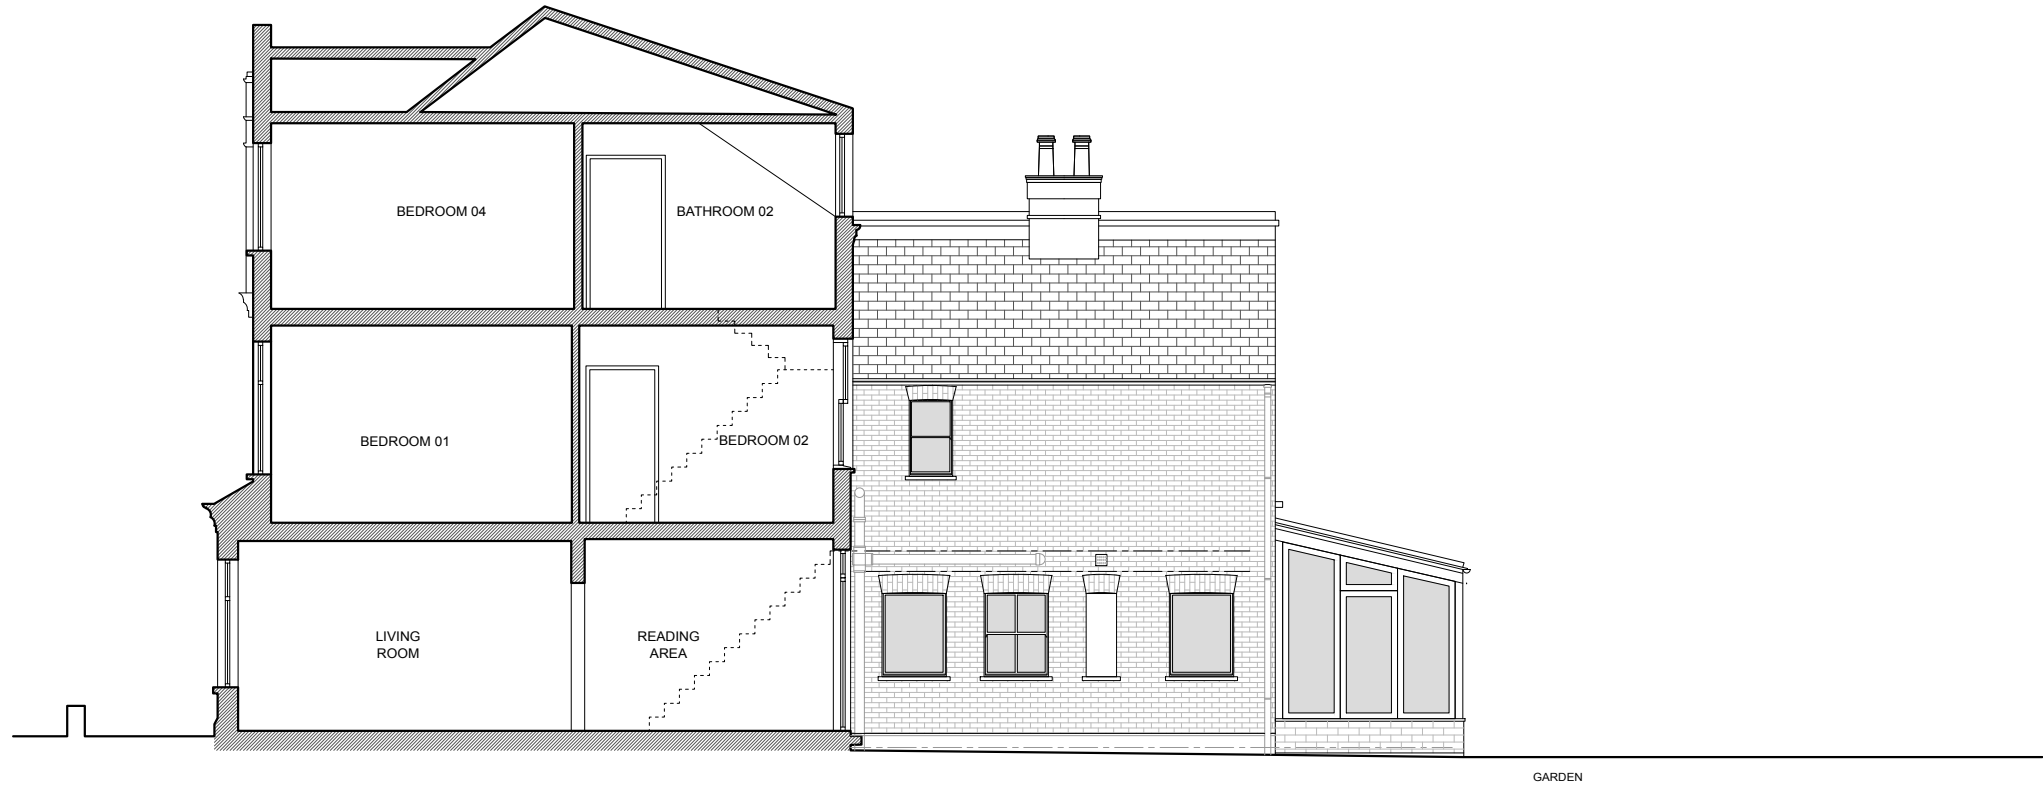 BEDROOM 04
BATHROOM 02
BEDROOM 01
BEDROOM 02
LIVING
ROOM
READING
AREA
GARDEN